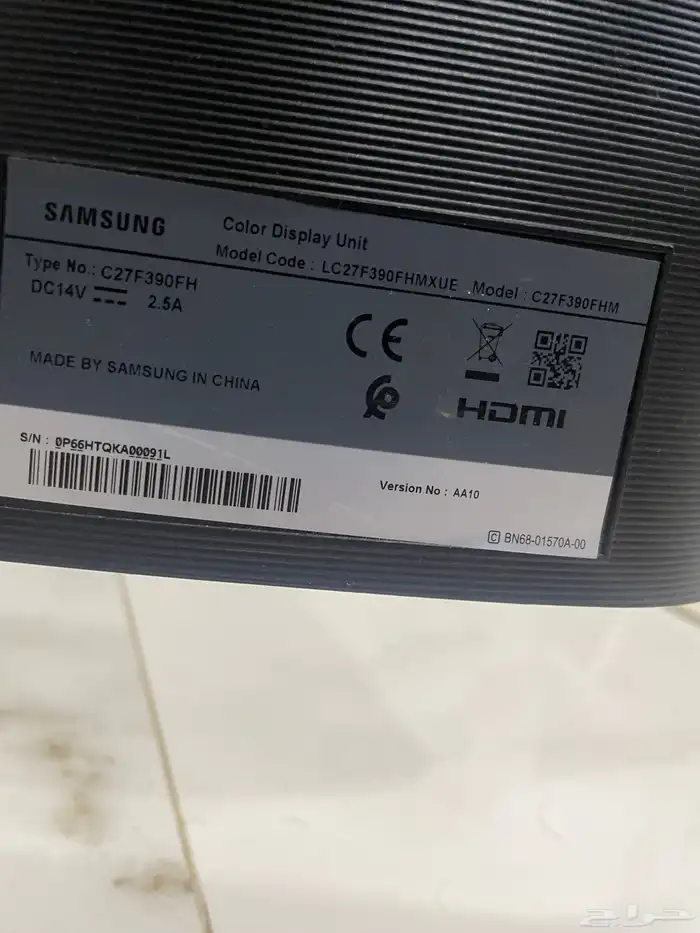 SAMSUNG
Color Display Unit
Model Code : LC27F390FHMXUE Model : C27F390FHM
Type No.: C27F390FH
DC14V 2.5A
CE
MADE BY SAMSUNG IN CHINA
HDMI
S/N : 0P66HTQKA00091L
Version No : AA10
C BN68-01570A-00
حراج